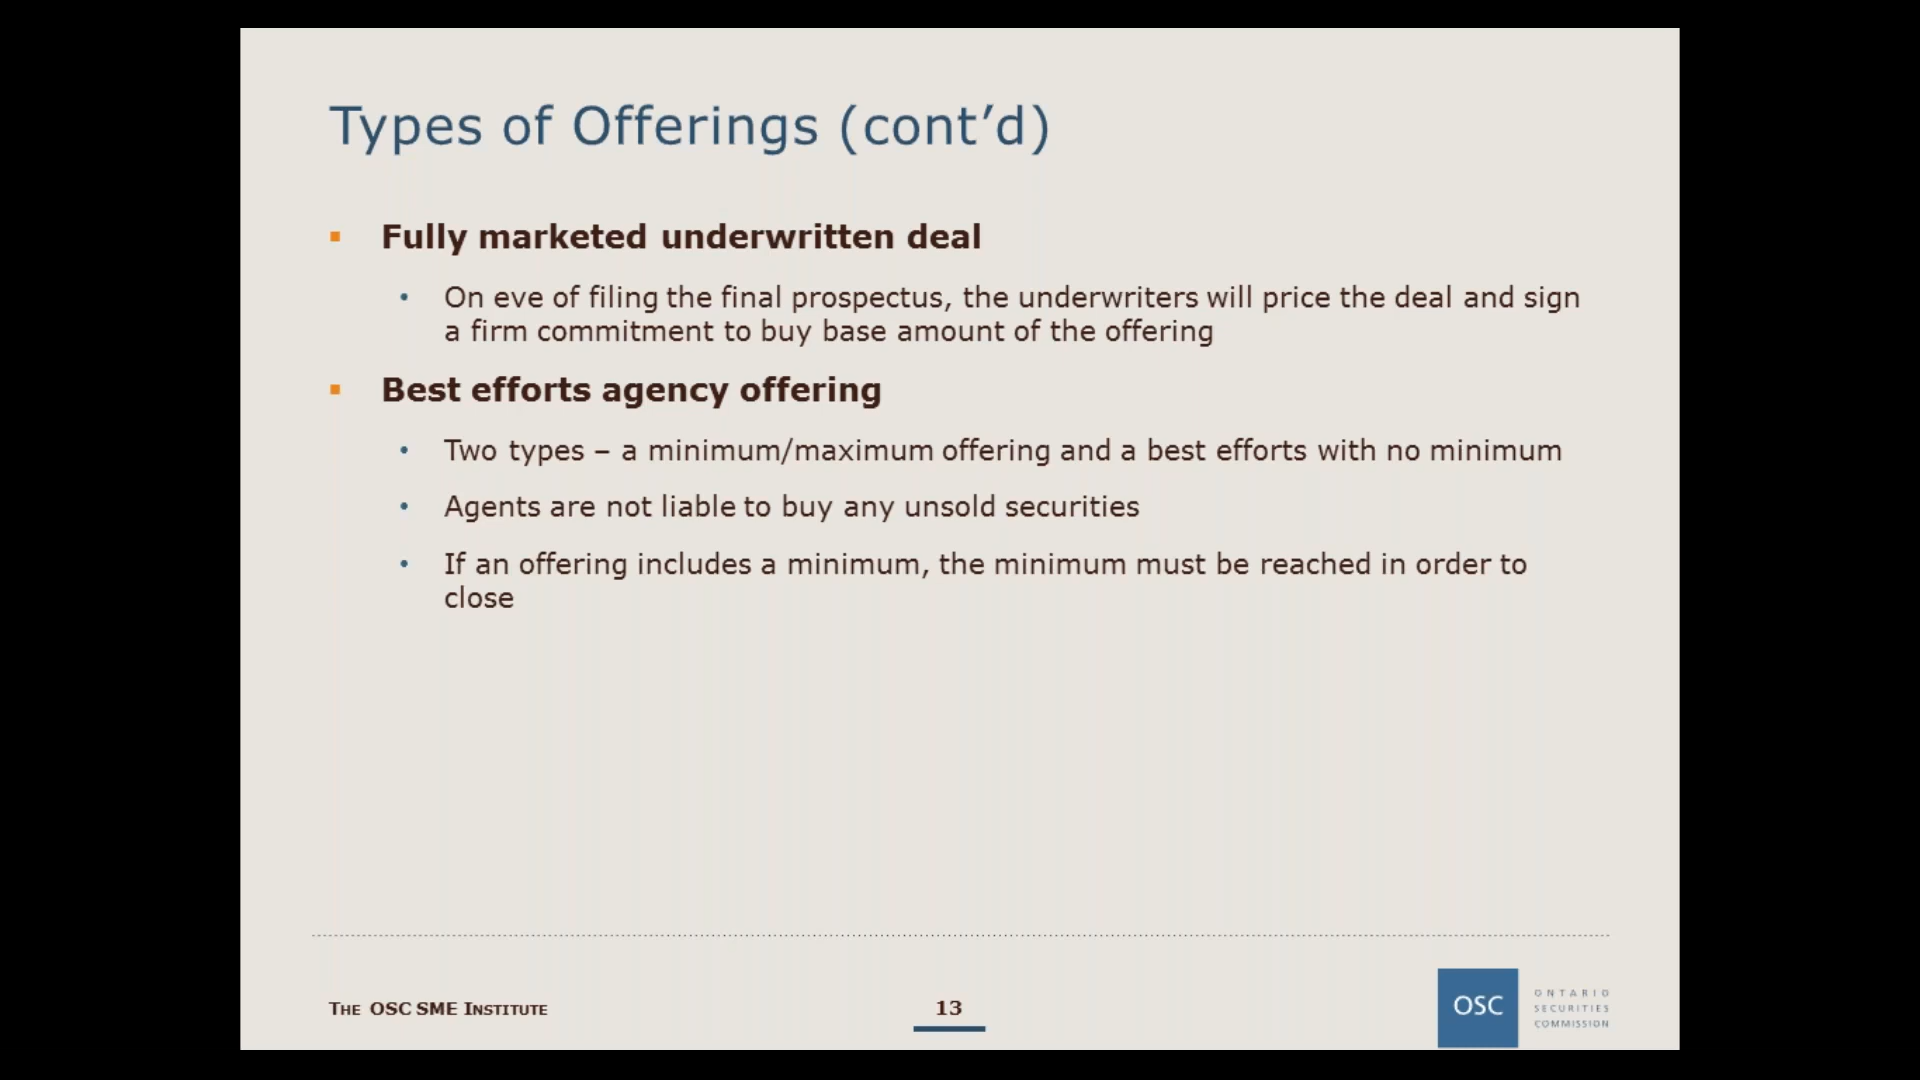 Types of Offerings (cont’d)
▪ Fully marketed underwritten deal
• On eve of filing the final prospectus, the underwriters will price the deal and sign
a firm commitment to buy base amount of the offering
▪ Best efforts agency offering
• Two types – a minimum/maximum offering and a best efforts with no minimum
• Agents are not liable to buy any unsold securities
• If an offering includes a minimum, the minimum must be reached in order to
close
THE OSC SME INSTITUTE
13
OSC
ONTARIO
SECURITIES
COMMISSION